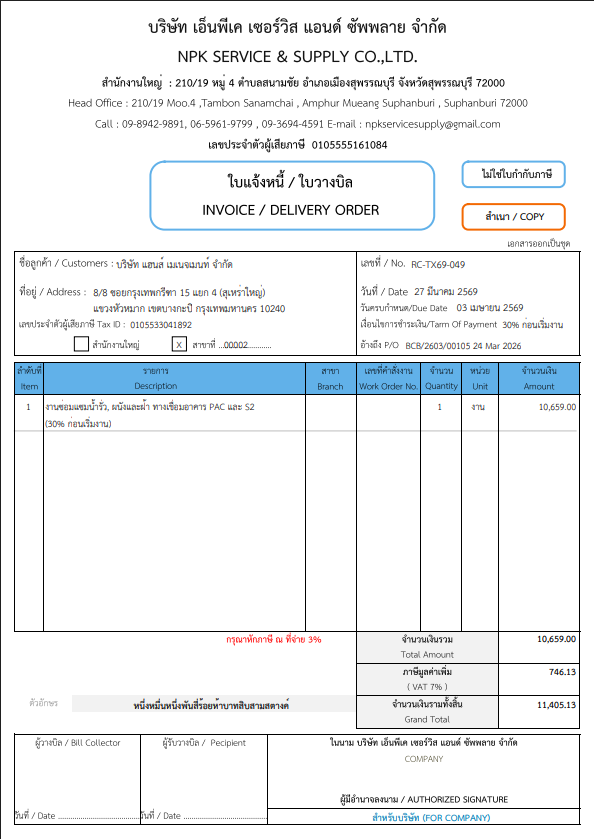 บริษัท เอ็นพีเค เซอร์วิส แอนด์ ซัพพลาย จำกัด
NPK SERVICE & SUPPLY CO.,LTD.
สำนักงานใหญ่ : 210/19 หมู่ 4 ตำบลสนามชัย อำเภอเมืองสุพรรณบุรี จังหวัดสุพรรณบุรี 72000
Head Office : 210/19 Moo.4 ,Tambon Sanamchai , Amphur Mueang Suphanburi , Suphanburi 72000
Call : 09-8942-9891, 06-5961-9799 , 09-3694-4591 E-mail : npkservicesupply@gmail.com
เลขประจำตัวผู้เสียภาษี 0105555161084
ใบแจ้งหนี้ / ใบวางบิล
INVOICE / DELIVERY ORDER
ไม่ใช่ใบกำกับภาษี
สำเนา / COPY
เอกสารออกเป็นชุด
ชื่อลูกค้า / Customers : บริษัท แฮนส์ เมเนจเมนท์ จำกัด
เลขที่ / No. RC-TX69-049
ที่อยู่ / Address : 8/8 ซอยกรุงเทพกรีฑา 15 แยก 4 (สุเหร่าใหญ่)
วันที่ / Date 27 มีนาคม 2569
แขวงหัวหมาก เขตบางกะปิ กรุงเทพมหานคร 10240
วันครบกำหนด/Due Date 03 เมษายน 2569
เลขประจำตัวผู้เสียภาษี Tax ID : 0105533041892
เงื่อนไขการชำระเงิน/Tarm Of Payment 30% ก่อนเริ่มงาน
สำนักงานใหญ่ X สาขาที่ ...00002...............
อ้างถึง P/O BCB/2603/00105 24 Mar 2026
ลำดับที่ รายการ สาขา เลขที่คำสั่งงาน จำนวน หน่วย จำนวนเงิน
Item Description Branch Work Order No. Quantity Unit Amount
1 งานซ่อมแซมน้ำรั่ว, ผนังและฝ้า ทางเชื่อมอาคาร PAC และ S2 1 งาน 10,659.00
(30% ก่อนเริ่มงาน)
กรุณาหักภาษี ณ ที่จ่าย 3%
จำนวนเงินรวม 10,659.00
Total Amount
ภาษีมูลค่าเพิ่ม 746.13
( VAT 7% )
ตัวอักษร หนึ่งหมื่นหนึ่งพันสี่ร้อยห้าบาทสิบสามสตางค์
จำนวนเงินรามทั้งสิ้น 11,405.13
Grand Total
ผู้วางบิล / Bill Collector ผู้รับวางบิล / Pecipient ในนาม บริษัท เอ็นพีเค เซอร์วิส แอนด์ ซัพพลาย จำกัด
COMPANY
ผู้มีอำนาจลงนาม / AUTHORIZED SIGNATURE
วันที่ / Date ........................... วันที่ / Date ........................... สำหรับบริษัท (FOR COMPANY)